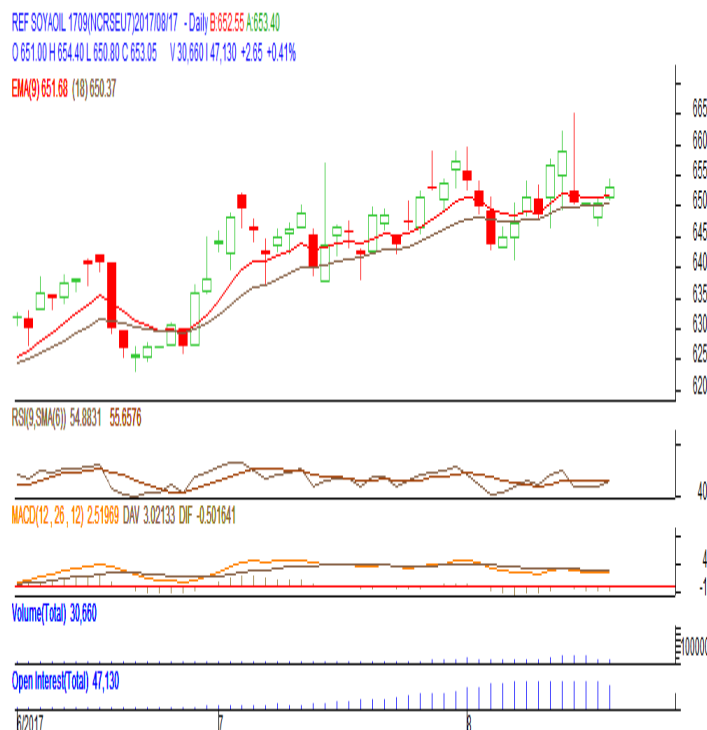 REF SOYAOIL 1709(NCRSEU7)2017/08/17 - Daily B:652.55 A:653.40
O 651.00 H 654.40 L 650.80 C 653.05 V 30,660 I 47,130 +2.65 +0.41%
EMA(9) 651.68 (18) 650.37
665
660
655
650
645
640
635
630
625
620
RSI(9,SMA(6)) 54.8831 55.6576
40
MACD(12, 26, 12) 2.51969 DAV 3.02133 DIF -0.501641
4
-1
Volume(Total) 30,660
100000
Open Interest(Total) 47,130
6/2017 7 8